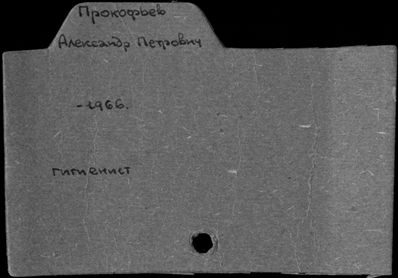 Прокофьев
Александр Петрович
-1966.
гигиенист